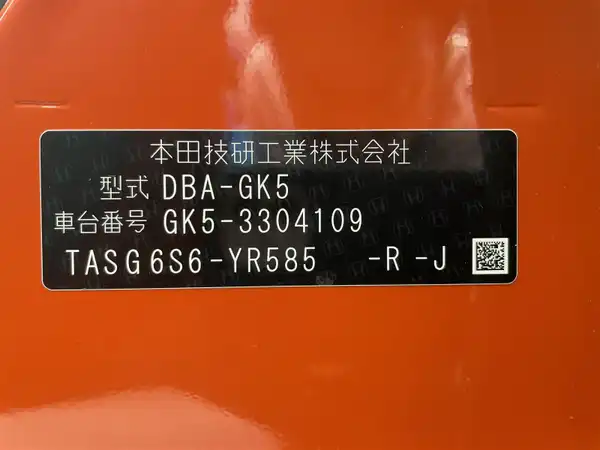 本田技研工業株式会社
型式 DBA-GK5
車台番号 GK5-3304109
TASG6S6-YR585 -R -J